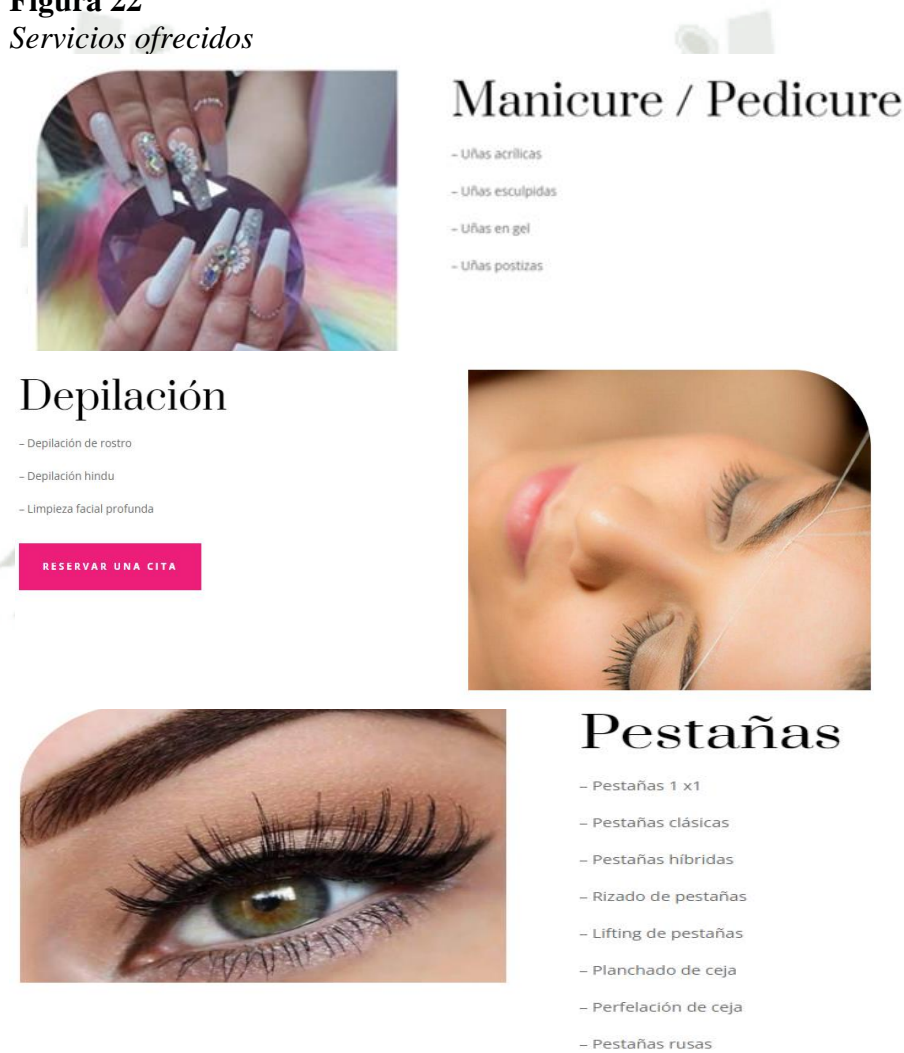 Figura 22
Servicios ofrecidos
Manicure / Pedicure
– Uñas acrílicas
– Uñas esculpidas
– Uñas en gel
– Uñas postizas
Depilación
– Depilación de rostro
– Depilación hindu
– Limpieza facial profunda
RESERVAR UNA CITA
Pestañas
– Pestañas 1 x1
– Pestañas clásicas
– Pestañas híbridas
– Rizado de pestañas
– Lifting de pestañas
– Planchado de ceja
– Perfelación de ceja
– Pestañas rusas